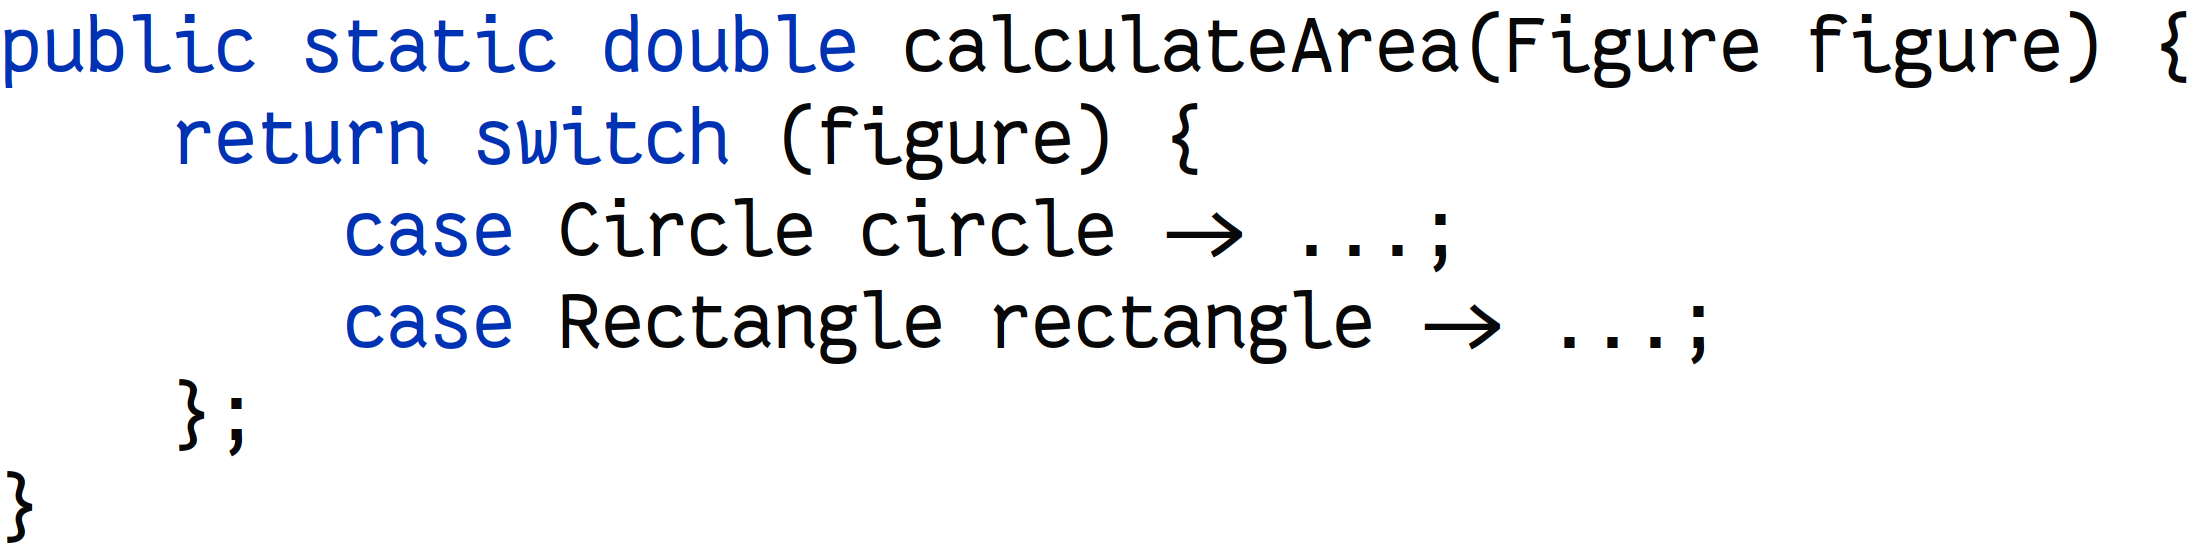 public static double calculateArea(Figure figure) {
    return switch (figure) {
        case Circle circle -> ...;
        case Rectangle rectangle -> ...;
    };
}